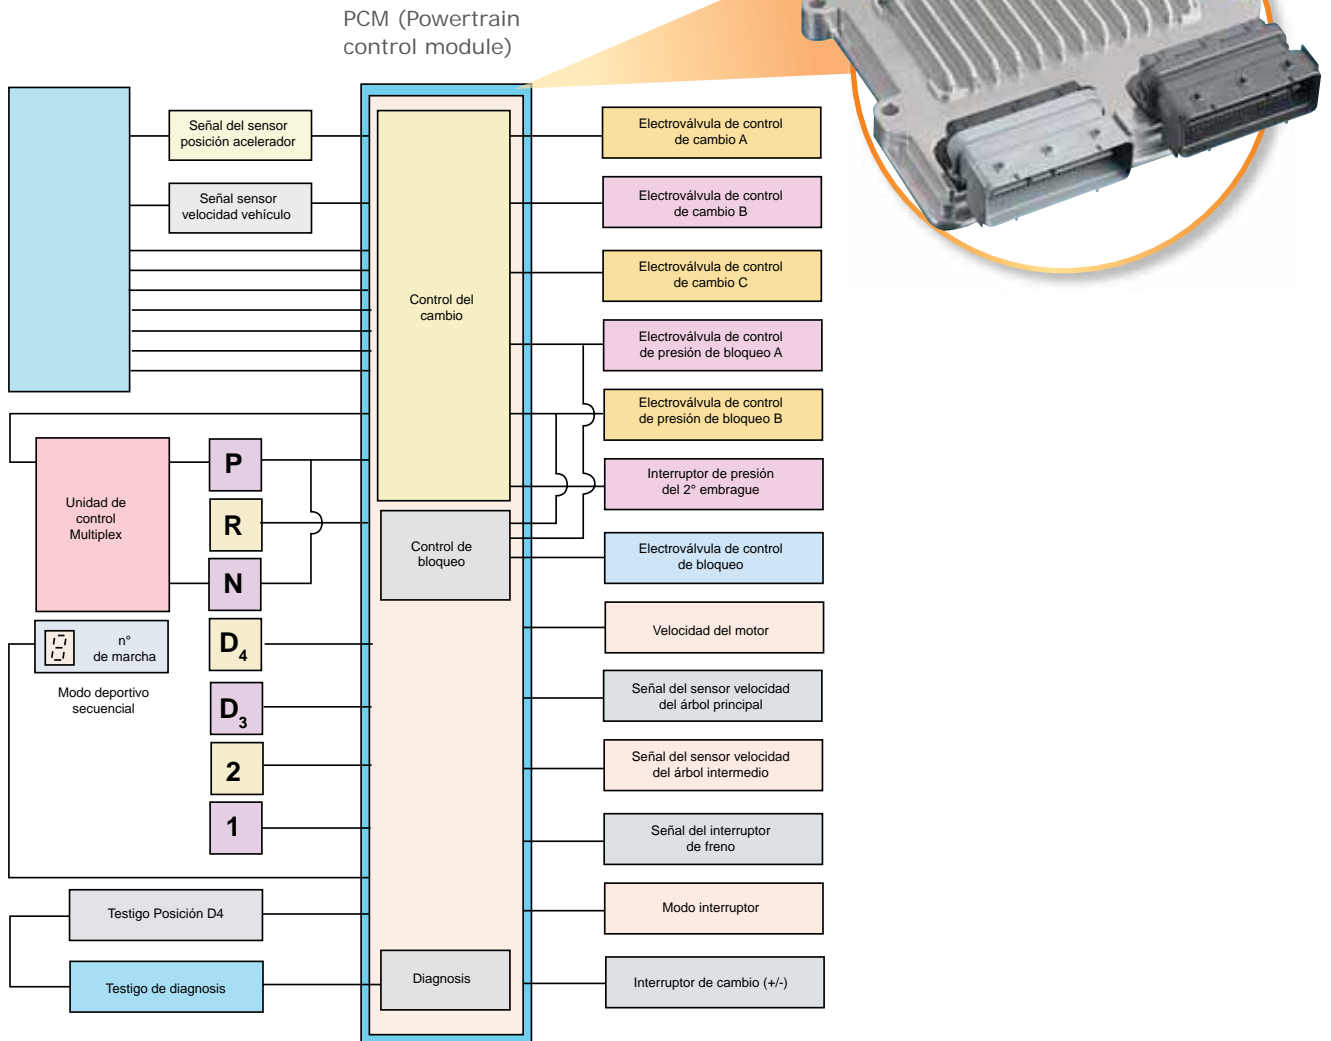 PCM (Powertrain
control module)
Señal del sensor
posición acelerador
Señal sensor
velocidad vehículo
Control del
cambio
Electroválvula de control
de cambio A
Electroválvula de control
de cambio B
Electroválvula de control
de cambio C
Electroválvula de control
de presión de bloqueo A
Electroválvula de control
de presión de bloqueo B
Interruptor de presión
del 2° embrague
Unidad de
control
Multiplex
P
R
N
D4
D3
2
1
Control de
bloqueo
Electroválvula de control
de bloqueo
Velocidad del motor
n°
de marcha
Modo deportivo
secuencial
Señal del sensor velocidad
del árbol principal
Señal del sensor velocidad
del árbol intermedio
Señal del interruptor
de freno
Testigo Posición D4
Modo interruptor
Testigo de diagnosis
Diagnosis
Interruptor de cambio (+/-)